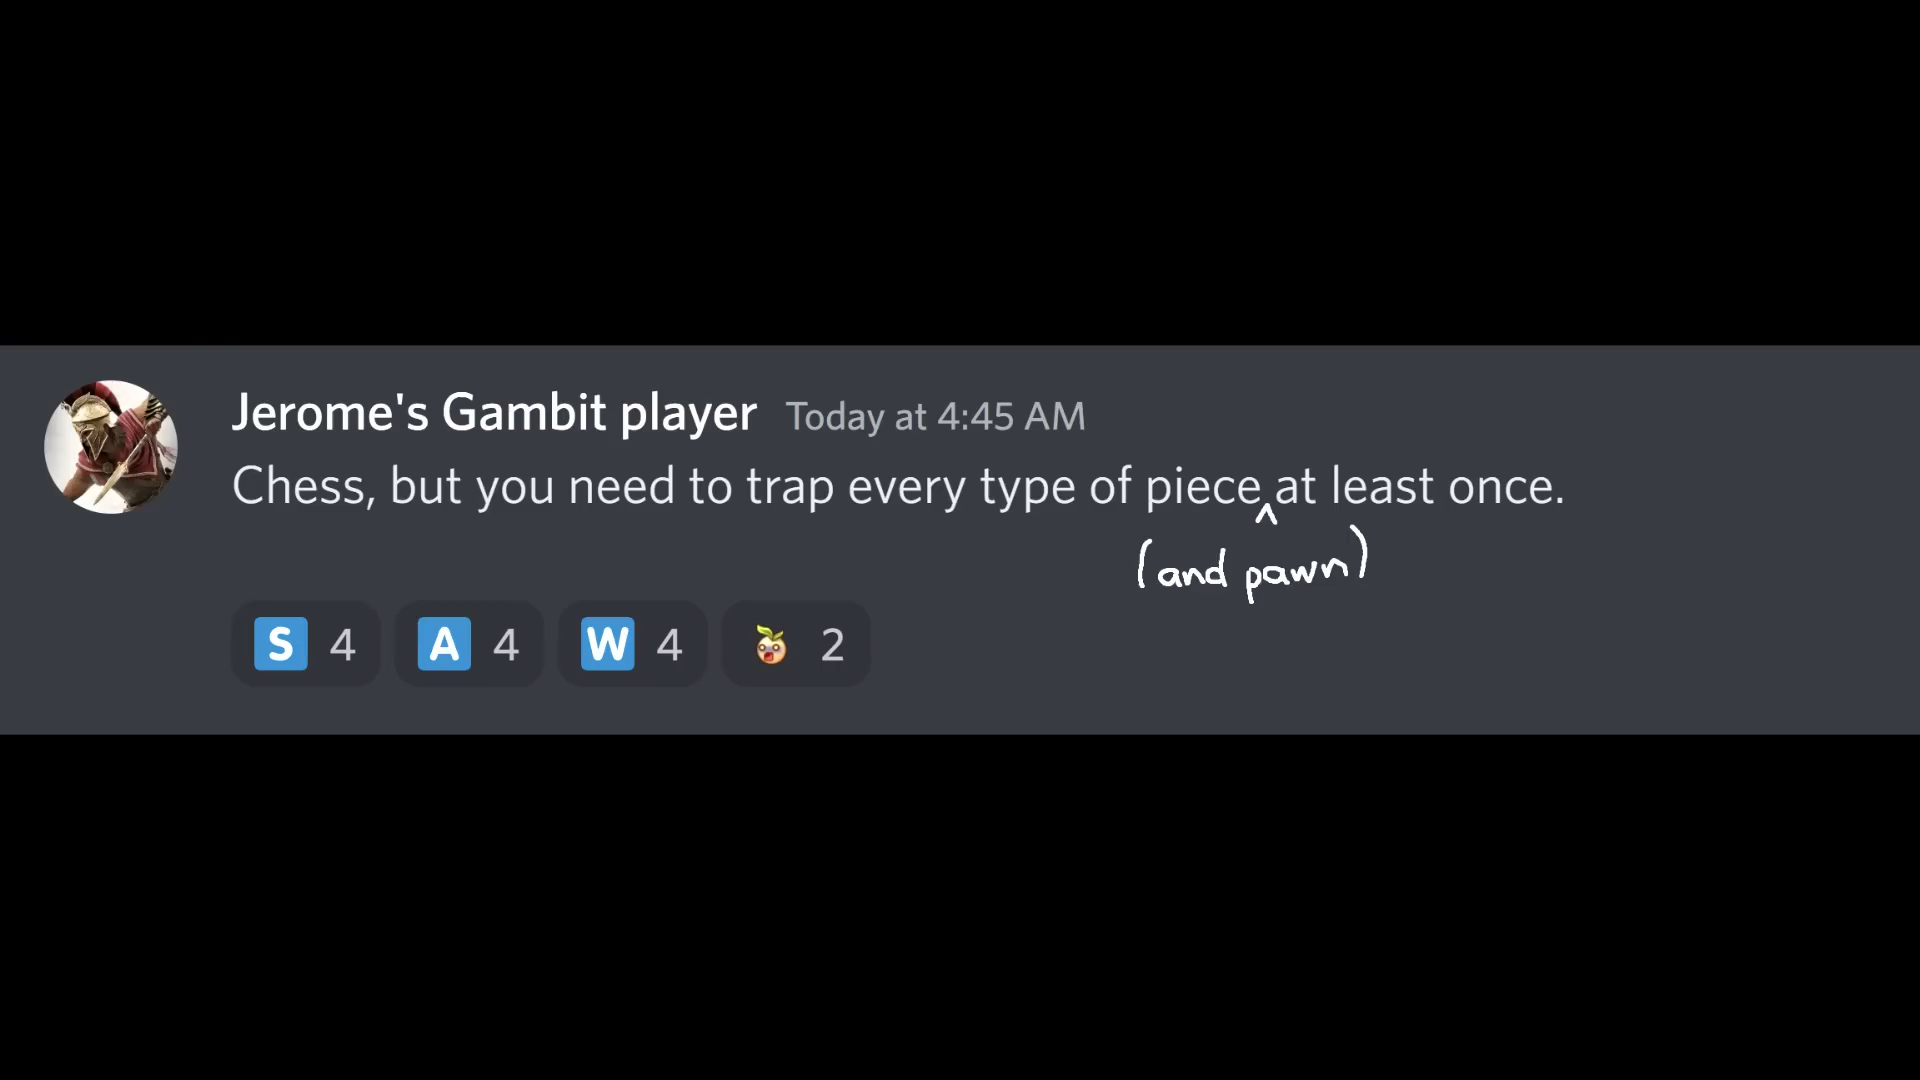 Jerome's Gambit player Today at 4:45 AM
Chess, but you need to trap every type of piece at least once.
^
(and pawn)
S 4 A 4 W 4 2